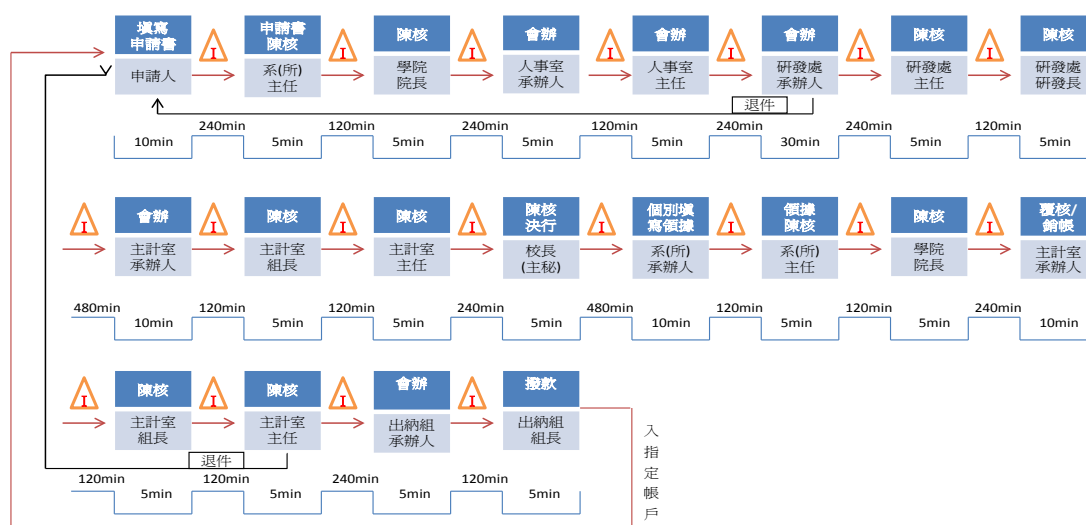 填寫
申請書
申請人
I
申請書
陳核
系(所)
主任
I
陳核
學院
院長
I
會辦
人事室
承辦人
I
會辦
人事室
主任
I
會辦
研發處
承辦人
I
陳核
研發處
主任
I
陳核
研發處
研發長
退件
10min
240min
5min
120min
5min
240min
5min
120min
5min
240min
30min
240min
5min
120min
5min
I
會辦
主計室
承辦人
I
陳核
主計室
組長
I
陳核
主計室
主任
I
陳核
決行
校長
(主秘)
I
個別填
寫領據
系(所)
承辦人
I
領據
陳核
系(所)
主任
I
陳核
學院
院長
I
覆核/
銷帳
主計室
承辦人
480min
10min
120min
5min
120min
5min
240min
5min
480min
10min
120min
5min
120min
5min
240min
10min
I
陳核
主計室
組長
I
陳核
主計室
主任
I
會辦
出納組
承辦人
I
撥款
出納組
組長
入
指
定
帳
戶
退件
120min
5min
120min
5min
240min
5min
120min
5min